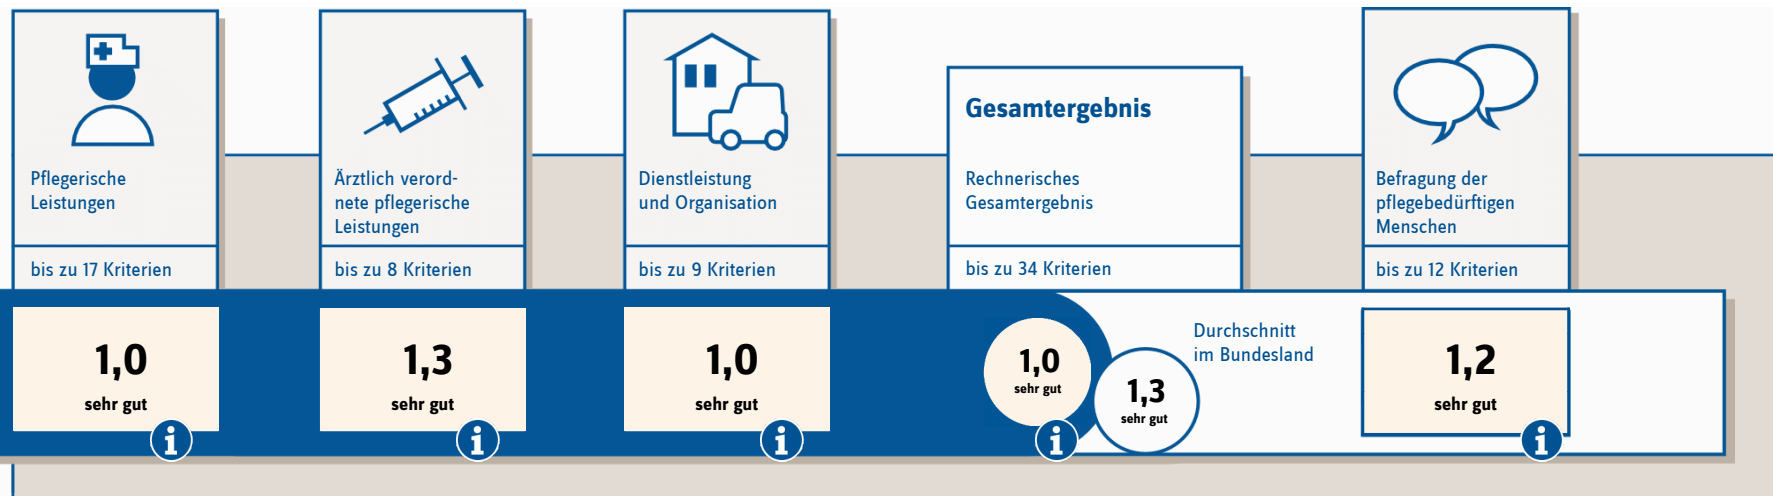 Pflegerische
Leistungen
bis zu 17 Kriterien
1,0
sehr gut
Ärztlich verord-
nete pflegerische
Leistungen
bis zu 8 Kriterien
1,3
sehr gut
Dienstleistung
und Organisation
bis zu 9 Kriterien
1,0
sehr gut
Gesamtergebnis
Rechnerisches
Gesamtergebnis
bis zu 34 Kriterien
1,0
sehr gut
Durchschnitt
im Bundesland
1,3
sehr gut
Befragung der
pflegebedürftigen
Menschen
bis zu 12 Kriterien
1,2
sehr gut